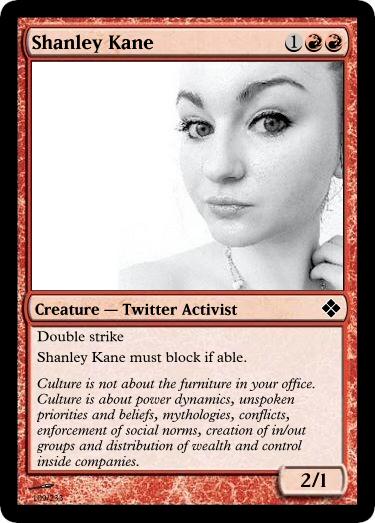 Shanley Kane 1
Creature — Twitter Activist
Double strike
Shanley Kane must block if able.
Culture is not about the furniture in your office.
Culture is about power dynamics, unspoken
priorities and beliefs, mythologies, conflicts,
enforcement of social norms, creation of in/out
groups and distribution of wealth and control
inside companies.
2/1